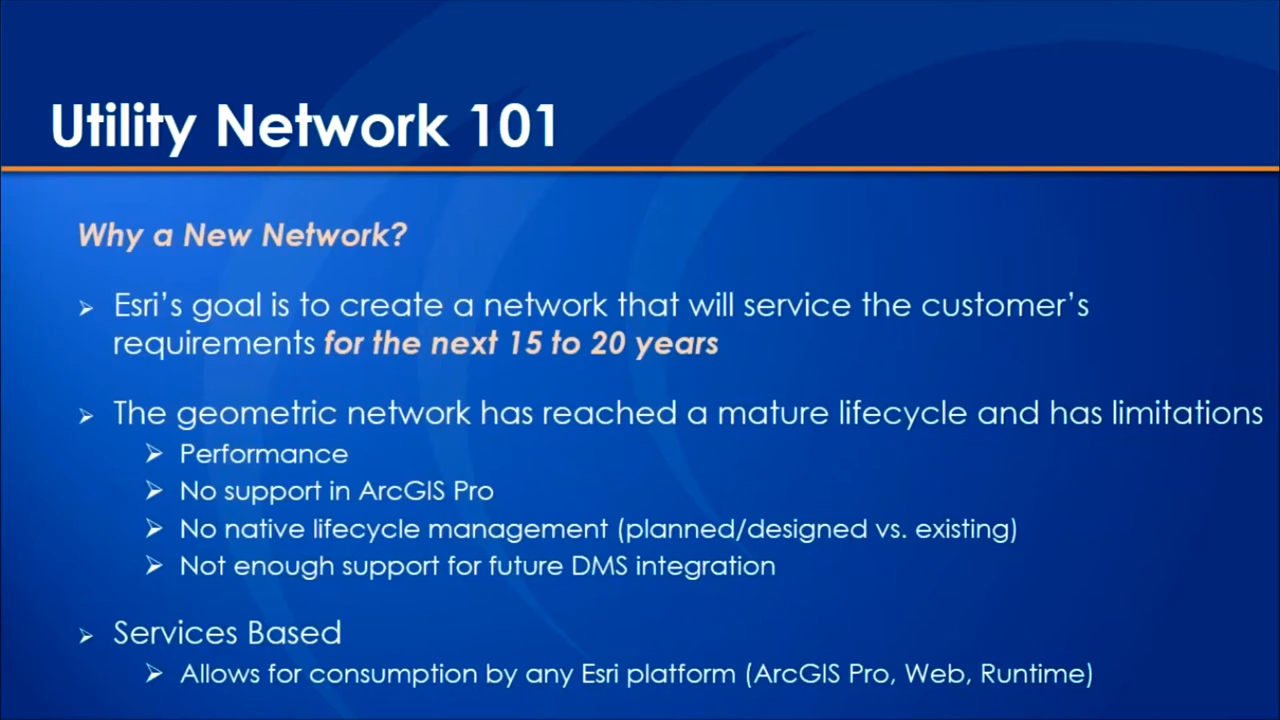 Utility Network 101
Why a New Network?
➢ Esri's goal is to create a network that will service the customer's
requirements for the next 15 to 20 years
➢ The geometric network has reached a mature lifecycle and has limitations
➢ Performance
➢ No support in ArcGIS Pro
➢ No native lifecycle management (planned/designed vs. existing)
➢ Not enough support for future DMS integration
➢ Services Based
➢ Allows for consumption by any Esri platform (ArcGIS Pro, Web, Runtime)